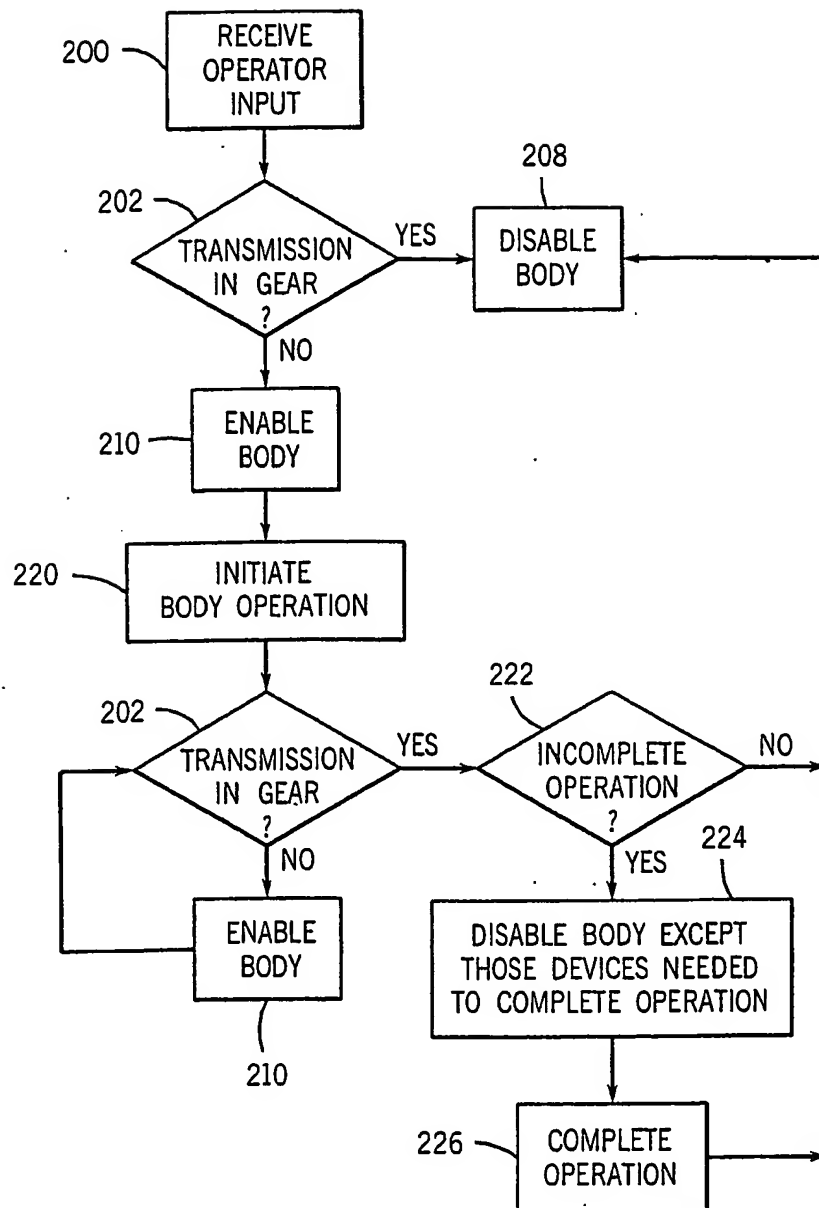 200
RECEIVE
OPERATOR
INPUT
202
TRANSMISSION
IN GEAR
?
YES
NO
208
DISABLE
BODY
210
ENABLE
BODY
220
INITIATE
BODY OPERATION
202
TRANSMISSION
IN GEAR
?
YES
NO
222
INCOMPLETE
OPERATION
?
NO
YES
ENABLE
BODY
210
224
DISABLE BODY EXCEPT
THOSE DEVICES NEEDED
TO COMPLETE OPERATION
226
COMPLETE
OPERATION